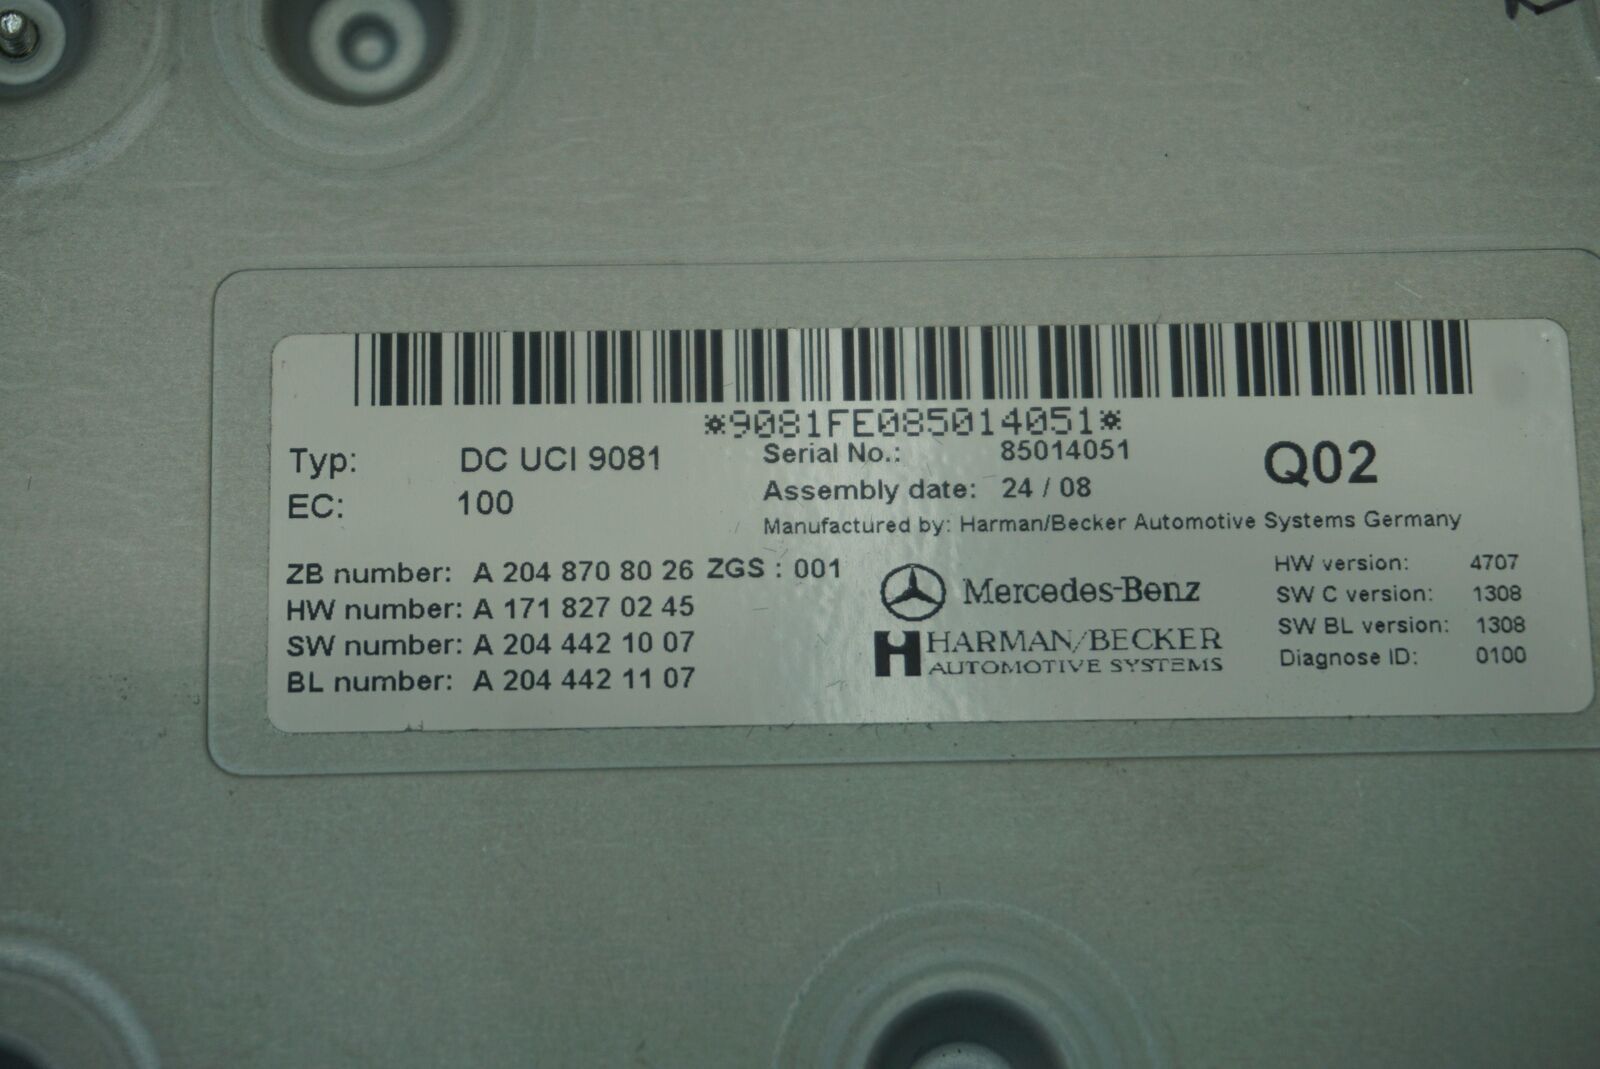 *9081FE085014051*
Typ: DC UCI 9081
EC: 100
Serial No.: 85014051
Assembly date: 24 / 08
Manufactured by: Harman/Becker Automotive Systems Germany
Q02
ZB number: A 204 870 80 26 ZGS : 001
HW number: A 171 827 02 45
SW number: A 204 442 10 07
BL number: A 204 442 11 07
Mercedes-Benz
HARMAN/BECKER
AUTOMOTIVE SYSTEMS
HW version: 4707
SW C version: 1308
SW BL version: 1308
Diagnose ID: 0100